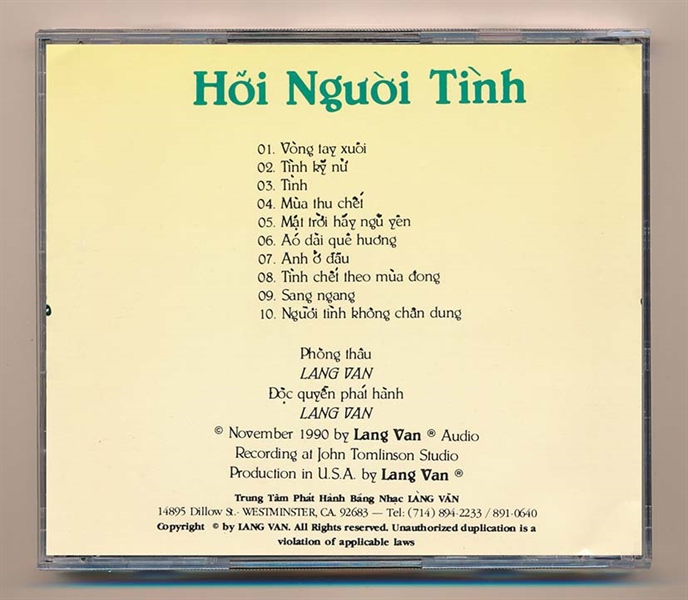 Hỡi Người Tình
01. Vòng tay xuôi
02. Tình kỹ nữ
03. Tình
04. Mùa thu chết
05. Mặt trời hãy ngủ yên
06. Aó dài quê hương
07. Anh ở đâu
08. Tình chết theo mùa đông
09. Sang ngang
10. Người tình không chân dung
Phòng thâu
LANG VAN
Độc quyền phát hành
LANG VAN
© November 1990 by Lang Van ® Audio
Recording at John Tomlinson Studio
Production in U.S.A. by Lang Van ®
Trung Tâm Phát Hành Băng Nhạc LÀNG VĂN
14895 Dillow St.· WESTMINSTER, CA. 92683 — Tel: (714) 894-2233 / 891-0640
Copyright © by LANG VAN. All Rights reserved. Unauthorized duplication is a
violation of applicable laws